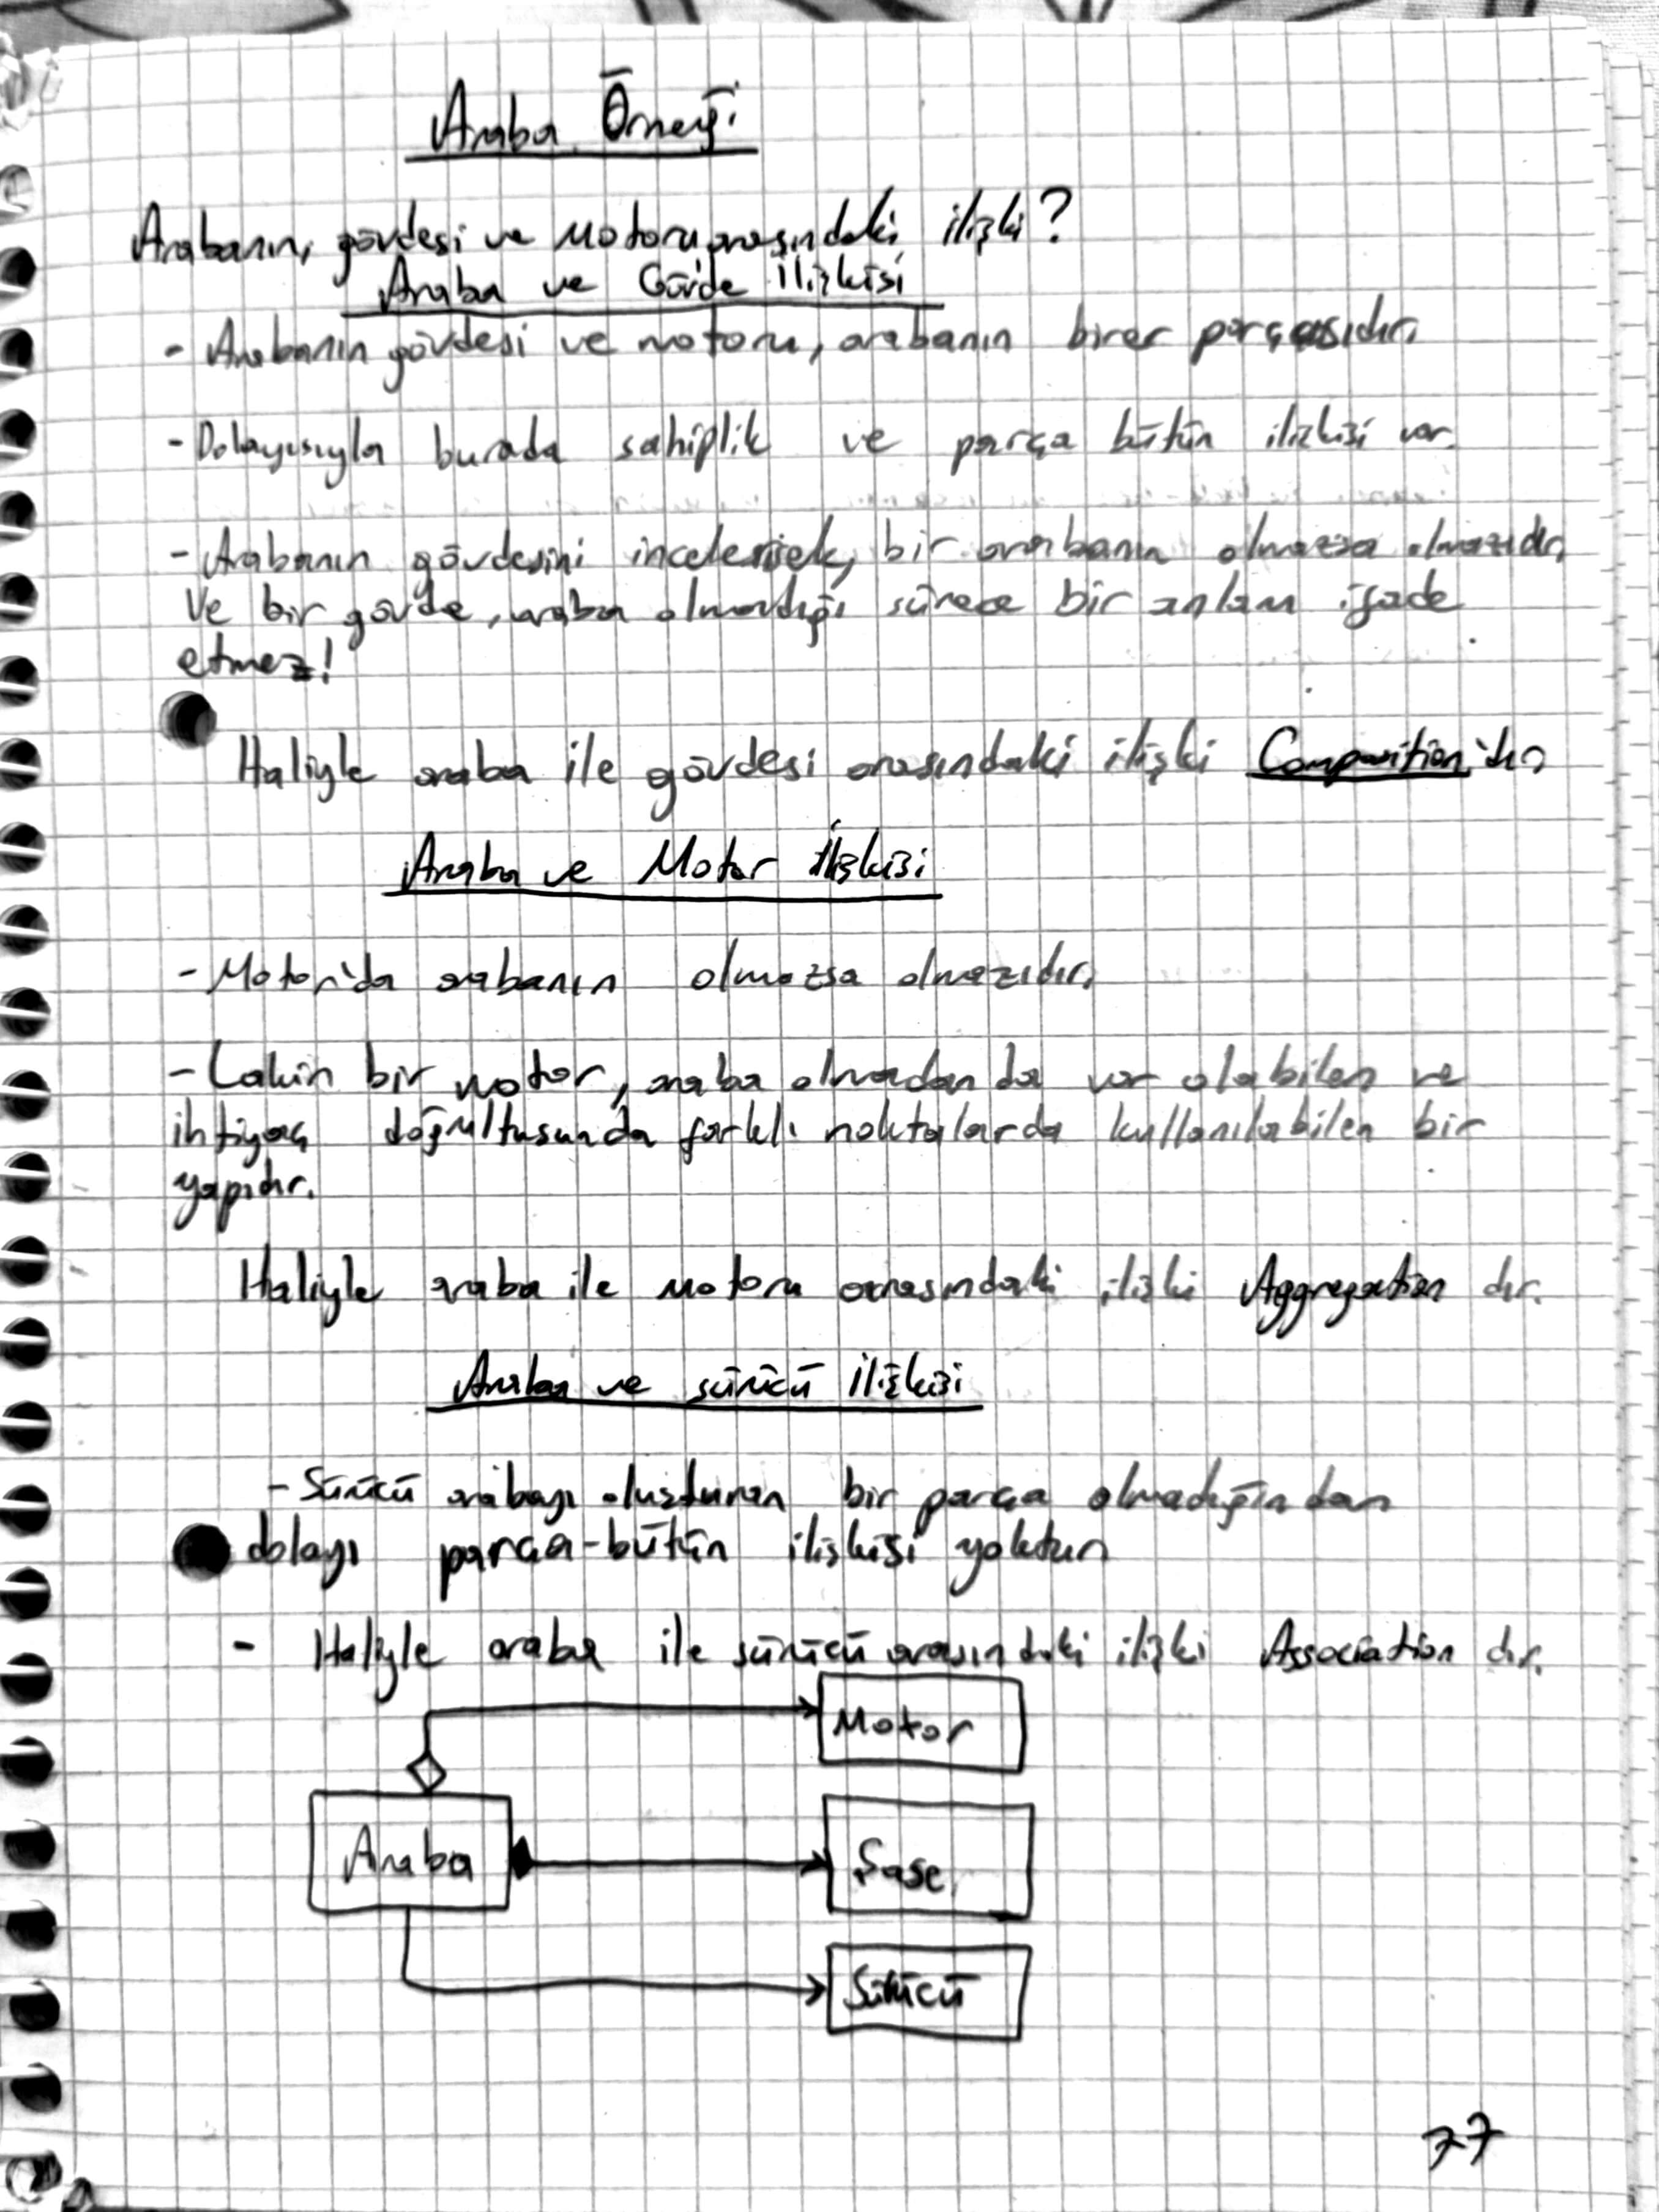 Araba Örneği
Arabanın, gövdesi ve motoru arasındaki ilişki?
Araba ve Gövde İlişkisi
- Arabanın gövdesi ve motoru, arabanın birer parçasıdır.
- Dolayısıyla burada sahiplik ve parça bütün ilişkisi var.
- Arabanın gövdesini incelersek, bir arabanın olmazsa olmazıdır.
Ve bir gövde, araba olmadığı sürece bir anlam ifade
etmez!
Haliyle araba ile gövdesi arasındaki ilişki Composition'dır
Araba ve Motor İlişkisi
- Motor'da arabanın olmazsa olmazıdır.
- Lakin bir motor, araba olmadan da var olabilen ve
ihtiyaç doğrultusunda farklı noktalarda kullanılabilen bir
yapıdır.
Haliyle araba ile motoru arasındaki ilişki Aggregation dır.
Araba ve sürücü İlişkisi
- Sürücü arabayı oluşturan bir parça olmadığından
dolayı parça-bütün ilişkisi yoktur
- Haliyle araba ile sürücü arasındaki ilişki Association dır.
Motor
Araba
Şase
Sürücü
77